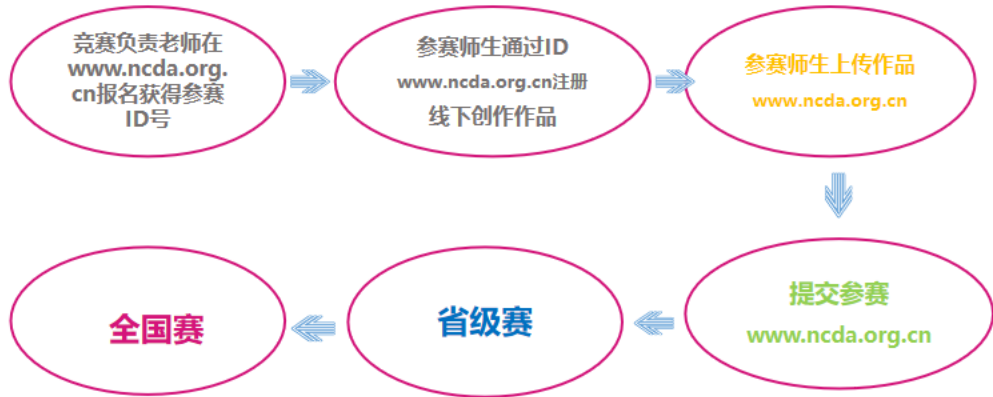 竞赛负责老师在
www.ncda.org.
cn报名获得参赛
ID号
参赛师生通过ID
www.ncda.org.cn注册
线下创作作品
参赛师生上传作品
www.ncda.org.cn
提交参赛
www.ncda.org.cn
省级赛
全国赛